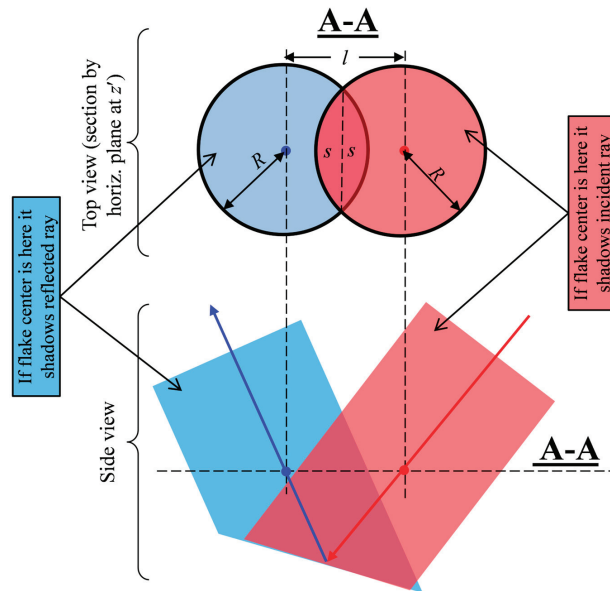 A-A
l
Top view (section by
horiz. plane at z')
R
s
s
R
If flake center is here it
shadows reflected ray
If flake center is here it
shadows incident ray
Side view
A-A